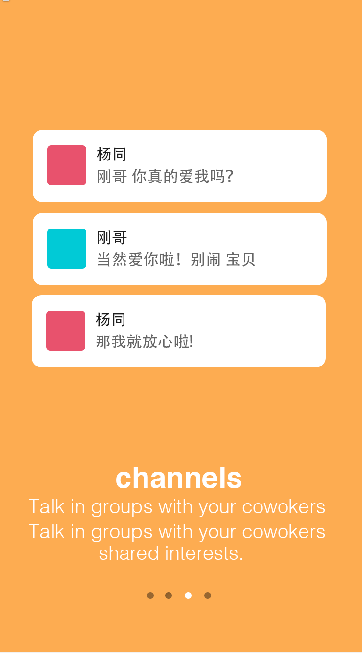 杨同
刚哥 你真的爱我吗?
刚哥
当然爱你啦！别闹 宝贝
杨同
那我就放心啦!
channels
Talk in groups with your cowokers
Talk in groups with your cowokers
shared interests.